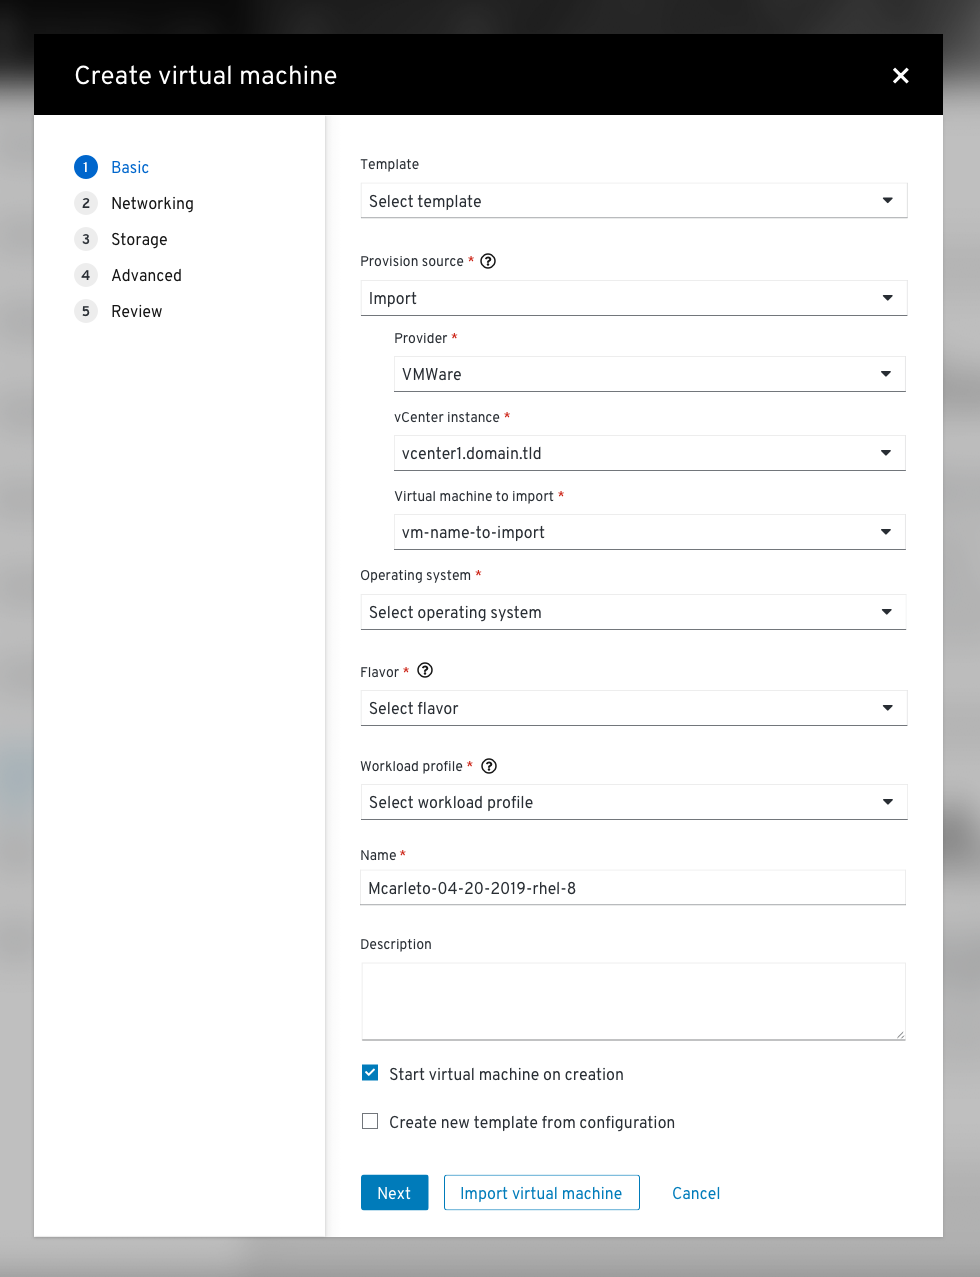 Create virtual machine
1 Basic
2 Networking
3 Storage
4 Advanced
5 Review
Template
Select template
Provision source *
Import
Provider *
VMWare
vCenter instance *
vcenter1.domain.tld
Virtual machine to import *
vm-name-to-import
Operating system *
Select operating system
Flavor *
Select flavor
Workload profile *
Select workload profile
Name *
Mcarleto-04-20-2019-rhel-8
Description
Start virtual machine on creation
Create new template from configuration
Next Import virtual machine Cancel